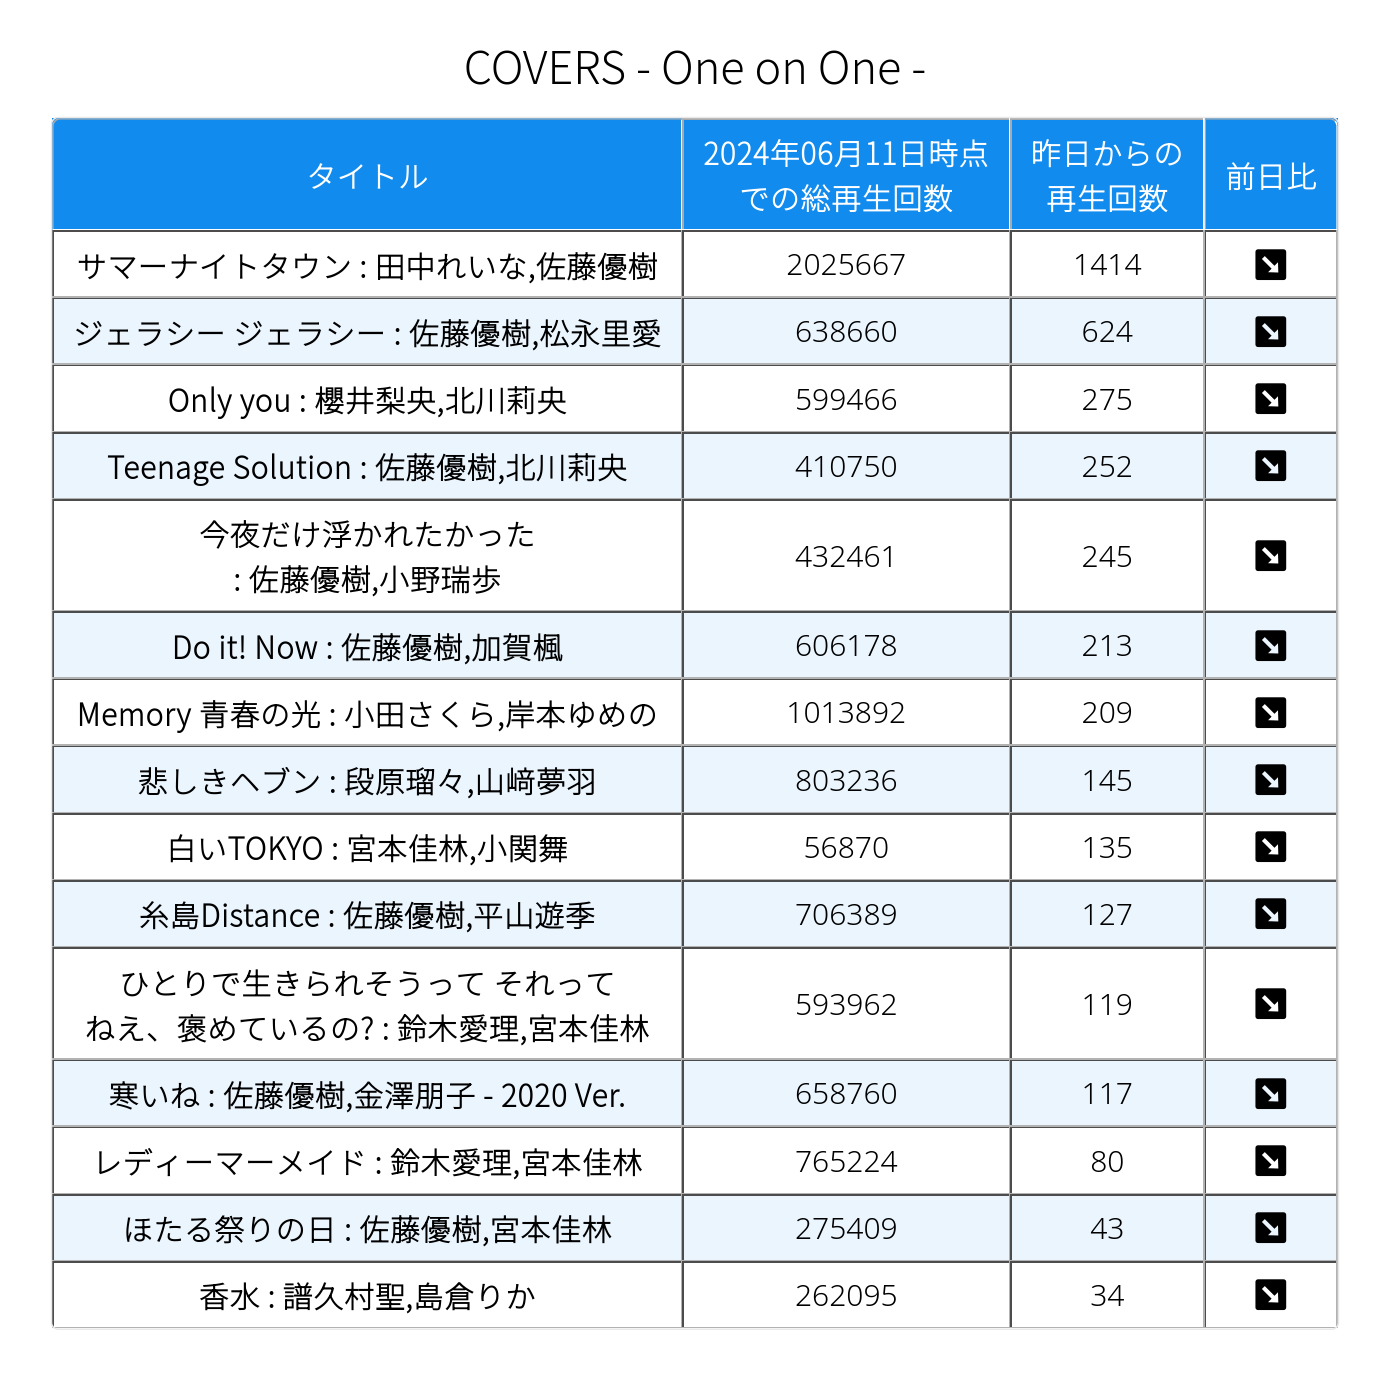 COVERS - One on One -
タイトル
2024年06月11日時点
での総再生回数
昨日からの
再生回数
前日比
サマーナイトタウン : 田中れいな,佐藤優樹 2025667 1414
ジェラシー ジェラシー : 佐藤優樹,松永里愛 638660 624
Only you : 櫻井梨央,北川莉央 599466 275
Teenage Solution : 佐藤優樹,北川莉央 410750 252
今夜だけ浮かれたかった
: 佐藤優樹,小野瑞歩 432461 245
Do it! Now : 佐藤優樹,加賀楓 606178 213
Memory 青春の光 : 小田さくら,岸本ゆめの 1013892 209
悲しきヘブン : 段原瑠々,山﨑夢羽 803236 145
白いTOKYO : 宮本佳林,小関舞 56870 135
糸島Distance : 佐藤優樹,平山遊季 706389 127
ひとりで生きられそうって それって
ねえ、褒めているの? : 鈴木愛理,宮本佳林 593962 119
寒いね : 佐藤優樹,金澤朋子 - 2020 Ver. 658760 117
レディーマーメイド : 鈴木愛理,宮本佳林 765224 80
ほたる祭りの日 : 佐藤優樹,宮本佳林 275409 43
香水 : 譜久村聖,島倉りか 262095 34